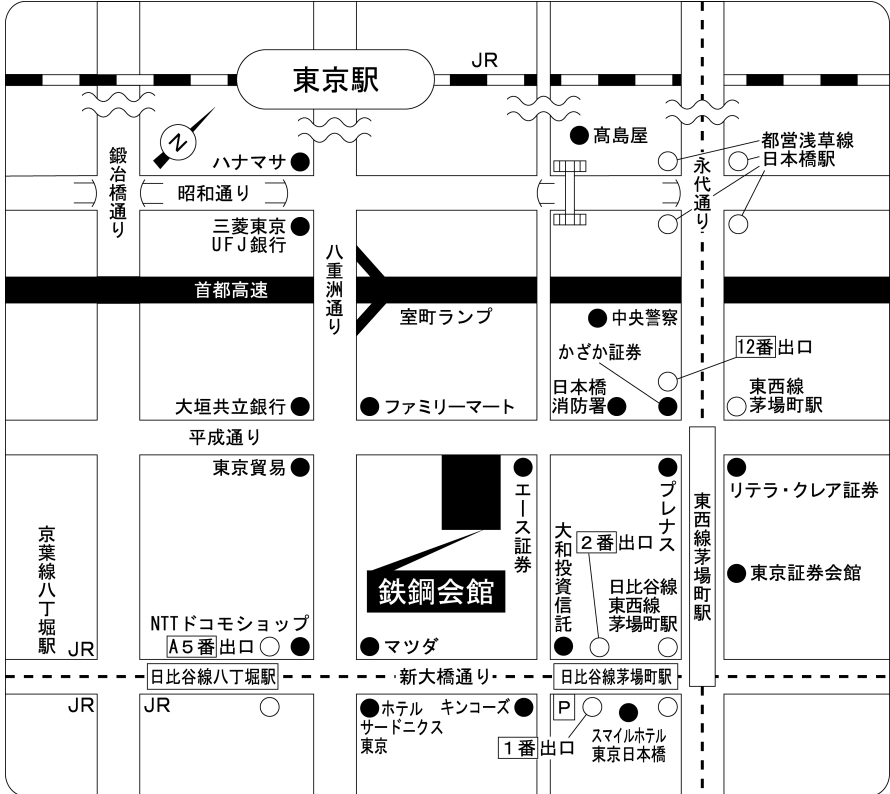 JR
東京駅
N
髙島屋
都営浅草線
日本橋駅
鍛冶橋通り
ハナマサ
永代通り
昭和通り
三菱東京
UFJ銀行
八重洲通り
首都高速
室町ランプ
中央警察
かざか証券
12番出口
日本橋
消防署
東西線
茅場町駅
大垣共立銀行
ファミリーマート
平成通り
東京貿易
エース証券
プレナス
リテラ・クレア証券
東西線茅場町駅
京葉線八丁堀駅
大和投資信託
2番出口
鉄鋼会館
日比谷線
東西線
茅場町駅
東京証券会館
NTTドコモショップ
A5番出口
マツダ
JR
日比谷線八丁堀駅
新大橋通り
日比谷線茅場町駅
JR
JR
ホテル
サードニクス
東京
キンコーズ
P
1番出口
スマイルホテル
東京日本橋